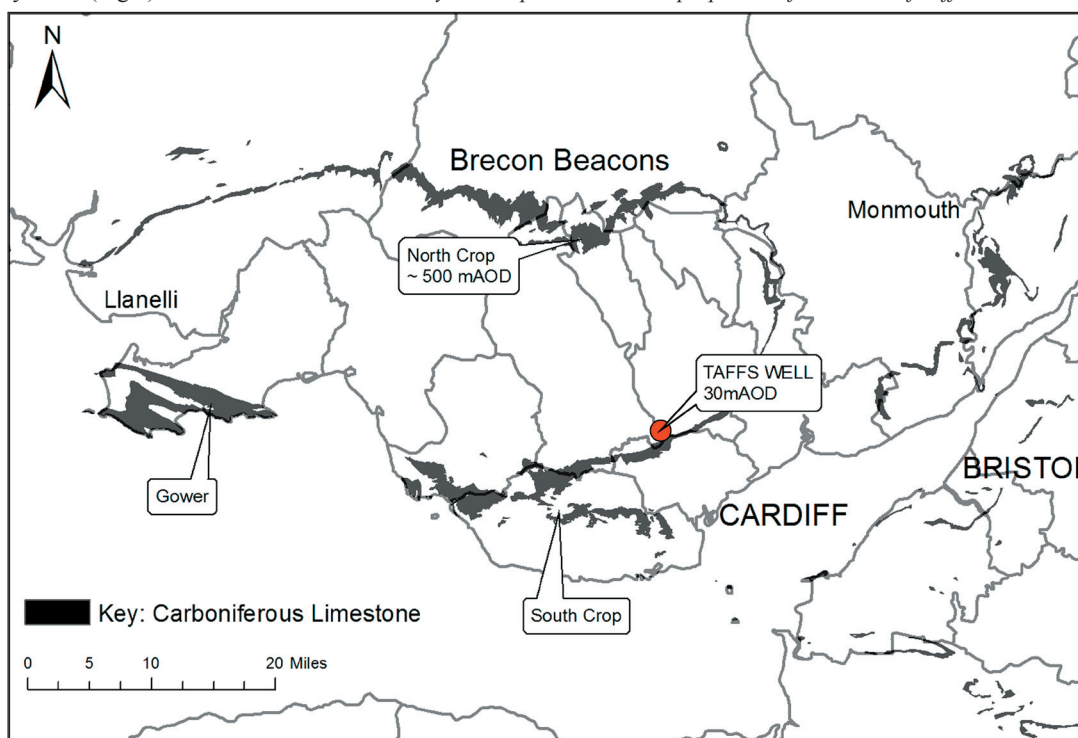 N
Brecon Beacons
Monmouth
North Crop
~ 500 mAOD
Llanelli
TAFFS WELL
30mAOD
BRISTO
Gower
CARDIFF
Key: Carboniferous Limestone
South Crop
0 5 10 20 Miles